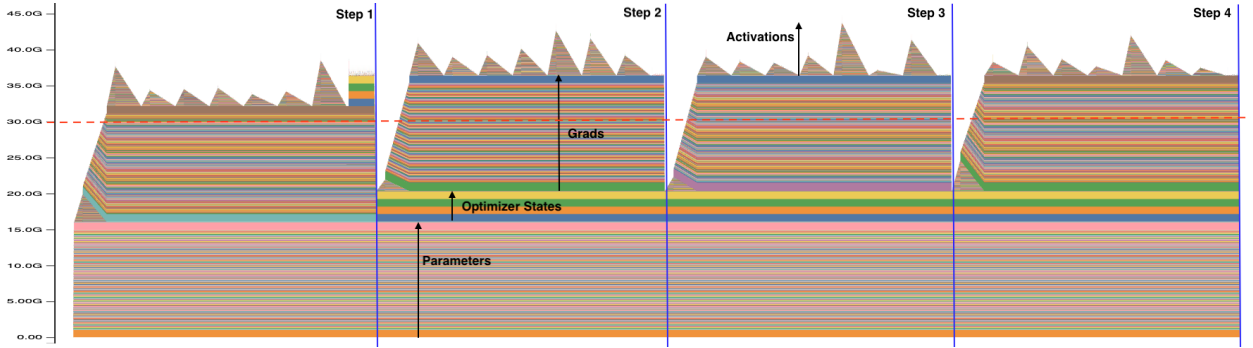 45.0G
40.0G
35.0G
30.0G
25.0G
20.0G
15.0G
10.0G
5.00G
0.00
Step 1
Step 2
Step 3
Step 4
Activations
Grads
Optimizer States
Parameters